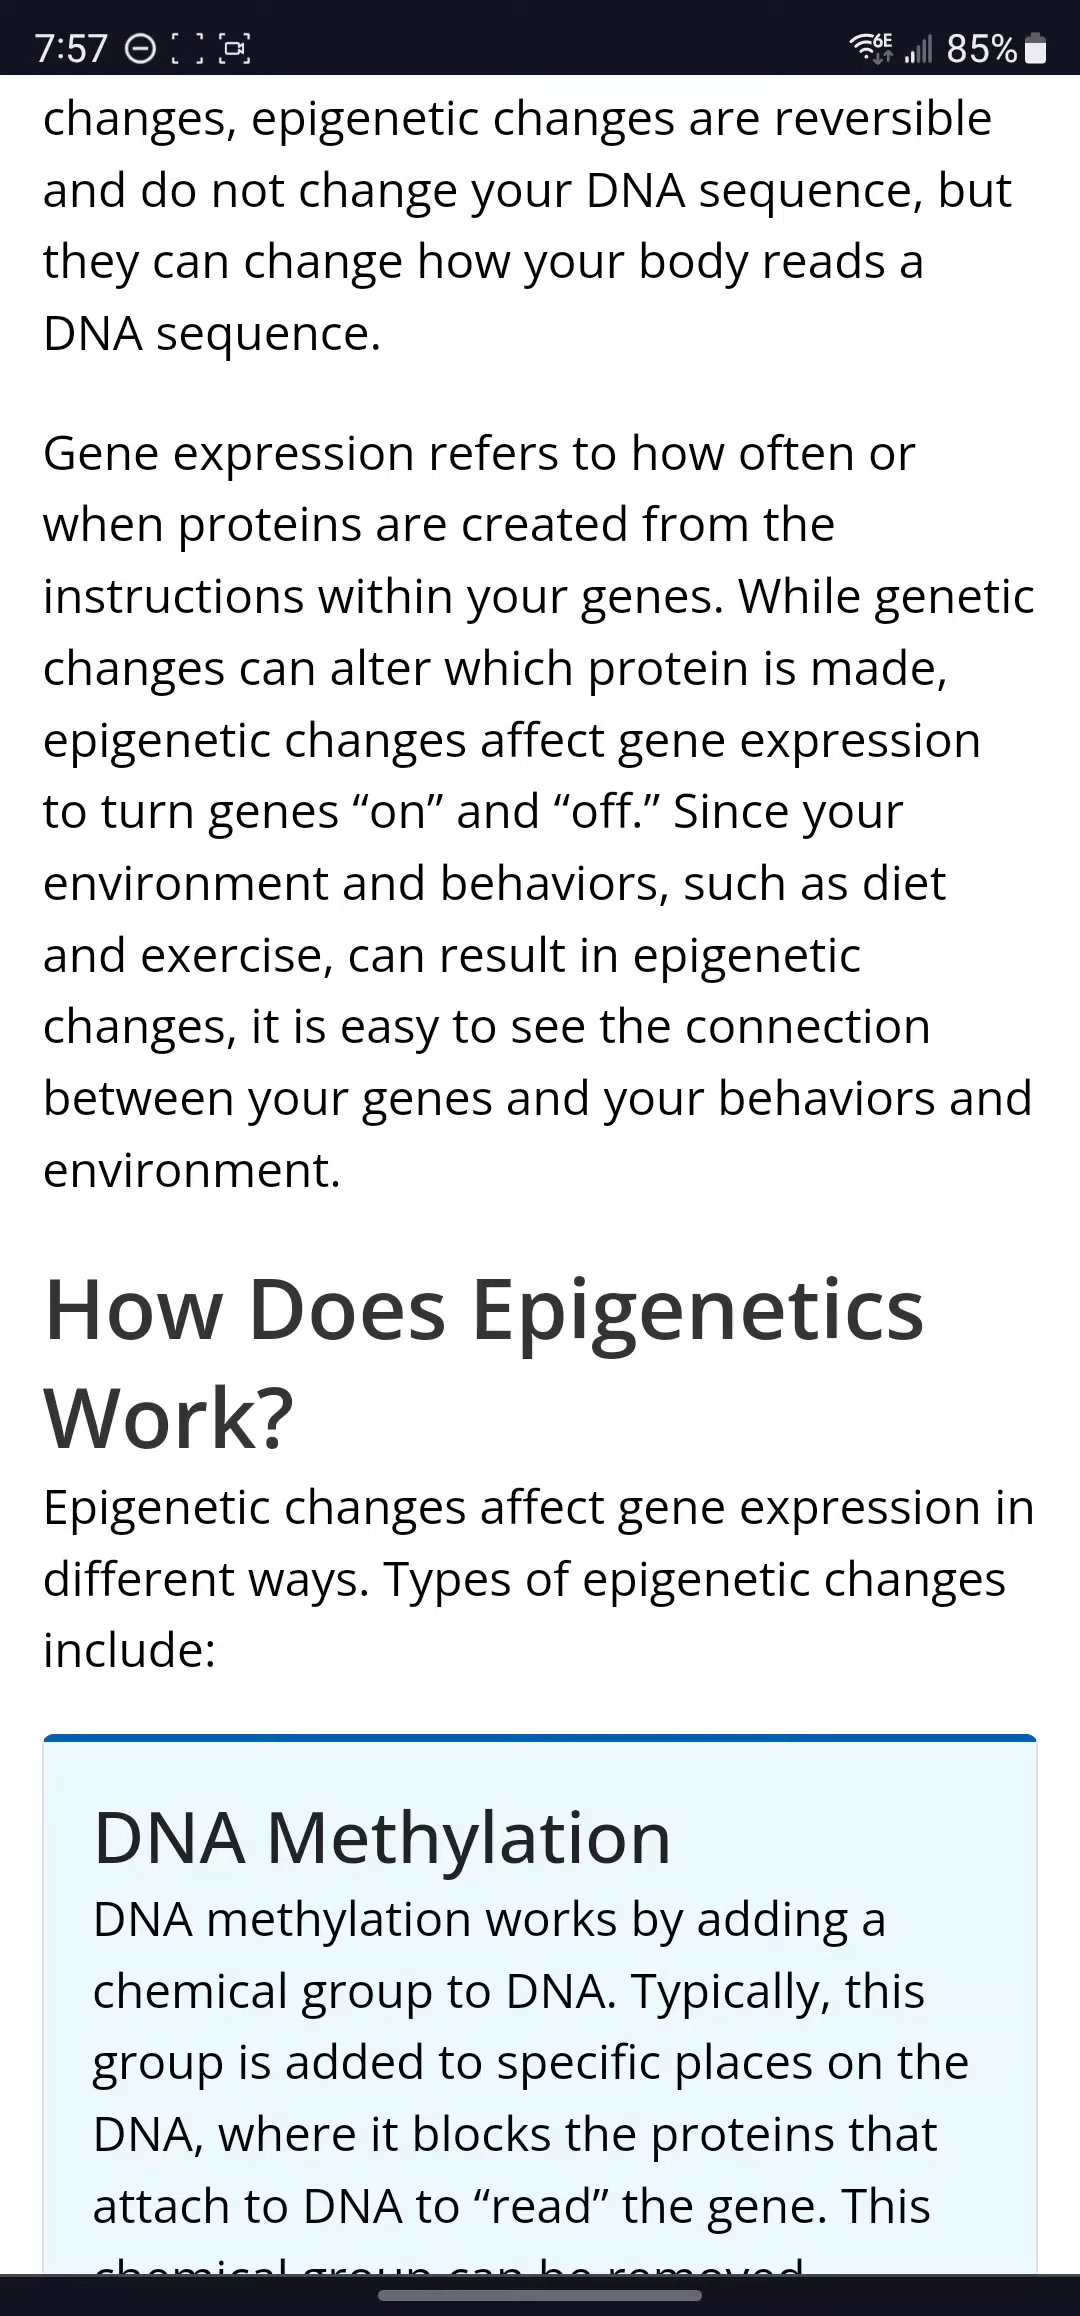 7:57
6E 85%
changes, epigenetic changes are reversible
and do not change your DNA sequence, but
they can change how your body reads a
DNA sequence.
Gene expression refers to how often or
when proteins are created from the
instructions within your genes. While genetic
changes can alter which protein is made,
epigenetic changes affect gene expression
to turn genes “on” and “off.” Since your
environment and behaviors, such as diet
and exercise, can result in epigenetic
changes, it is easy to see the connection
between your genes and your behaviors and
environment.
How Does Epigenetics
Work?
Epigenetic changes affect gene expression in
different ways. Types of epigenetic changes
include:
DNA Methylation
DNA methylation works by adding a
chemical group to DNA. Typically, this
group is added to specific places on the
DNA, where it blocks the proteins that
attach to DNA to “read” the gene. This
chemical group can be removed